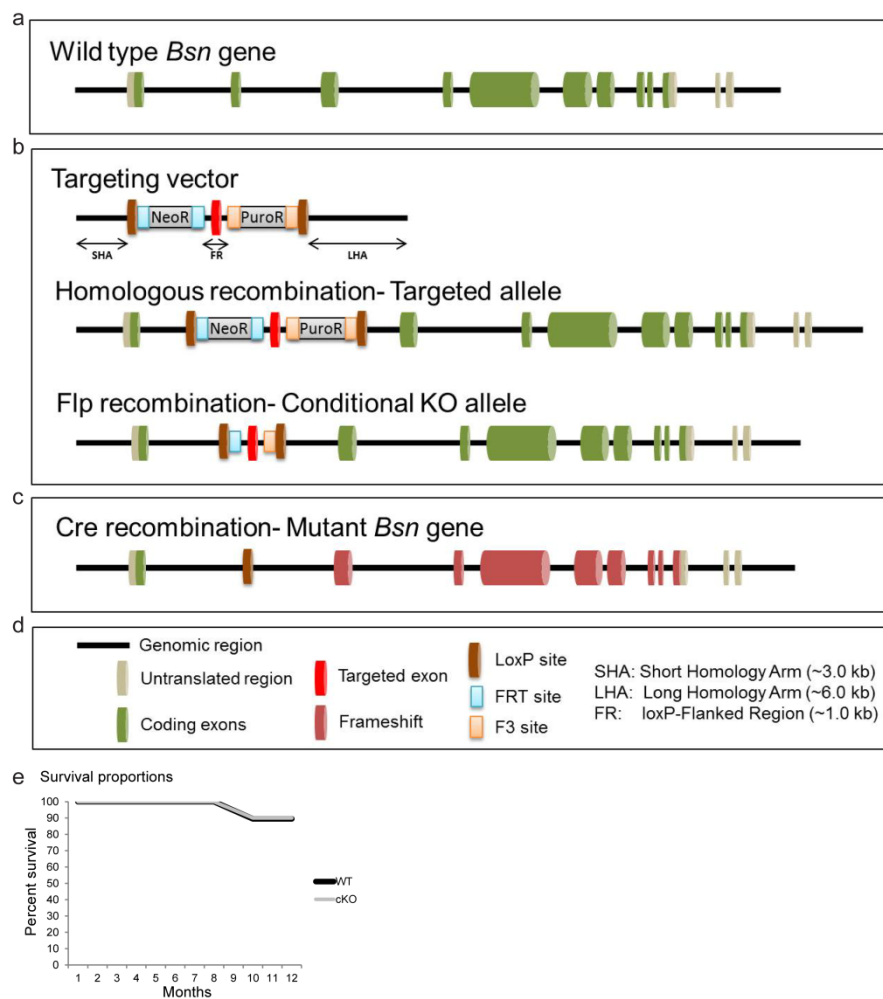 a
Wild type Bsn gene
b
Targeting vector
NeoR PuroR
SHA FR LHA
Homologous recombination- Targeted allele
NeoR PuroR
Flp recombination- Conditional KO allele
c
Cre recombination- Mutant Bsn gene
d
Genomic region
Untranslated region
Coding exons
Targeted exon
Frameshift
LoxP site
FRT site
F3 site
SHA: Short Homology Arm (~3.0 kb)
LHA: Long Homology Arm (~6.0 kb)
FR: loxP-Flanked Region (~1.0 kb)
e Survival proportions
Percent survival
100
90
80
70
60
50
40
30
20
10
0
1 2 3 4 5 6 7 8 9 10 11 12
Months
WT
cKO